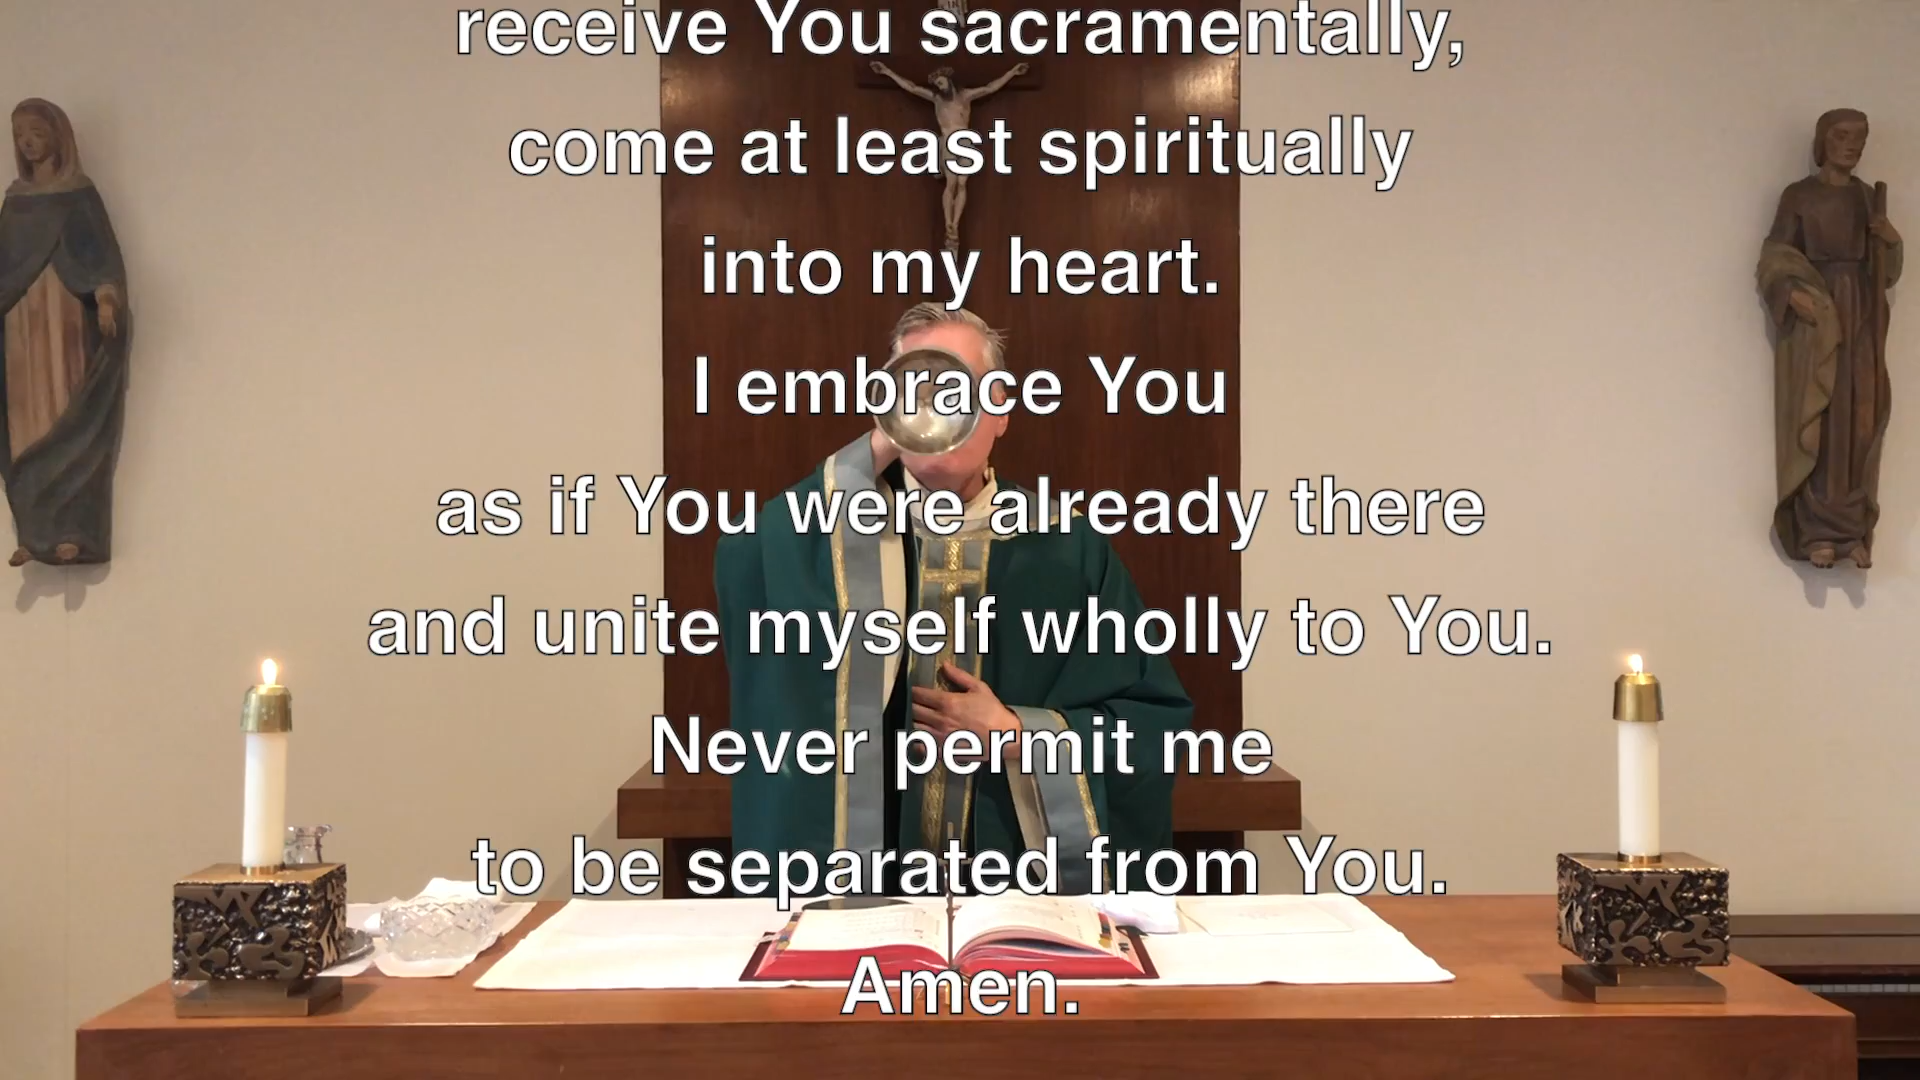 receive You sacramentally,
come at least spiritually
into my heart.
I embrace You
as if You were already there
and unite myself wholly to You.
Never permit me
to be separated from You.
Amen.